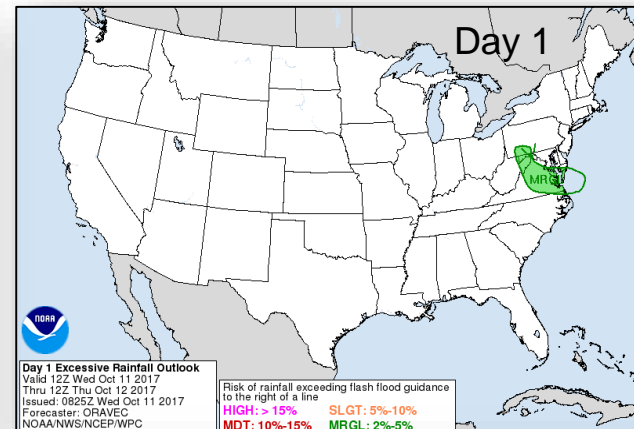 Day 1
MRGL
NOAA
Day 1 Excessive Rainfall Outlook
Valid 12Z Wed Oct 11 2017
Thru 12Z Thu Oct 12 2017
Issued: 0825Z Wed Oct 11 2017
Forecaster: ORAVEC
NOAA/NWS/NCEP/WPC
Risk of rainfall exceeding flash flood guidance
to the right of a line
HIGH: > 15% SLGT: 5%-10%
MDT: 10%-15% MRGL: 2%-5%